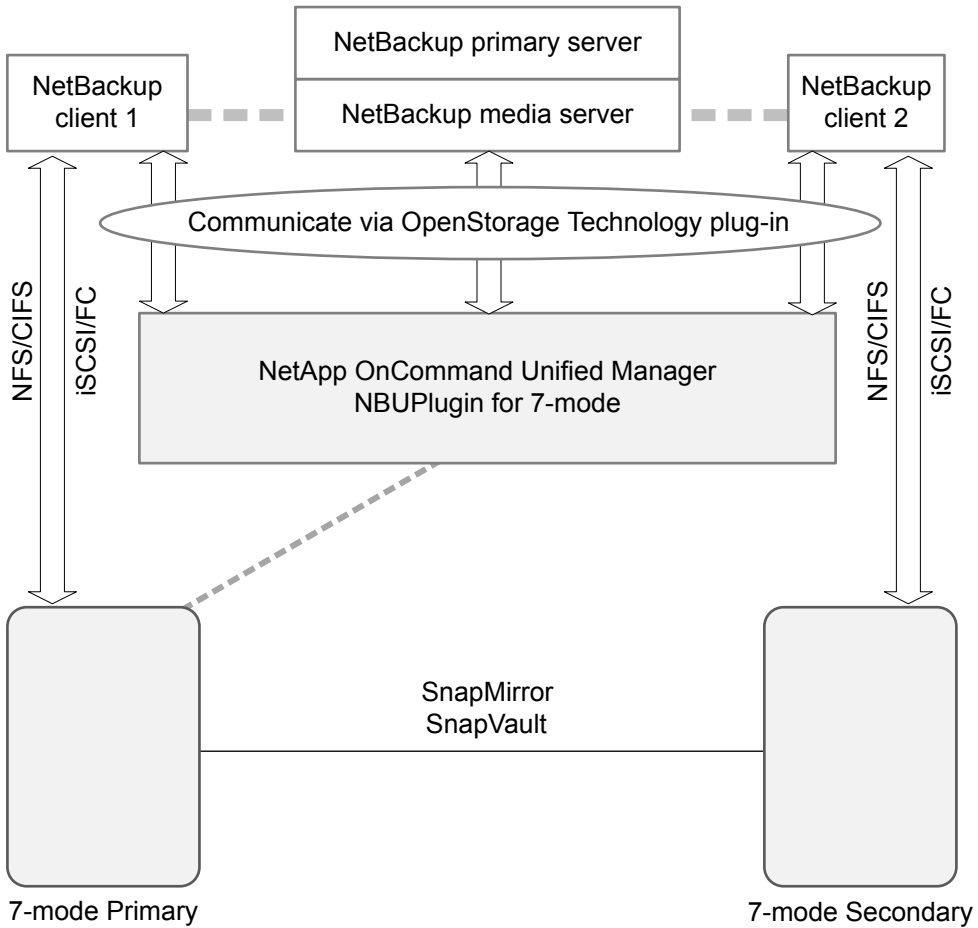 NetBackup primary server
NetBackup media server
NetBackup
client 1
NetBackup
client 2
Communicate via OpenStorage Technology plug-in
NFS/CIFS
iSCSI/FC
NetApp OnCommand Unified Manager
NBUPlugin for 7-mode
NFS/CIFS
iSCSI/FC
SnapMirror
SnapVault
7-mode Primary
7-mode Secondary